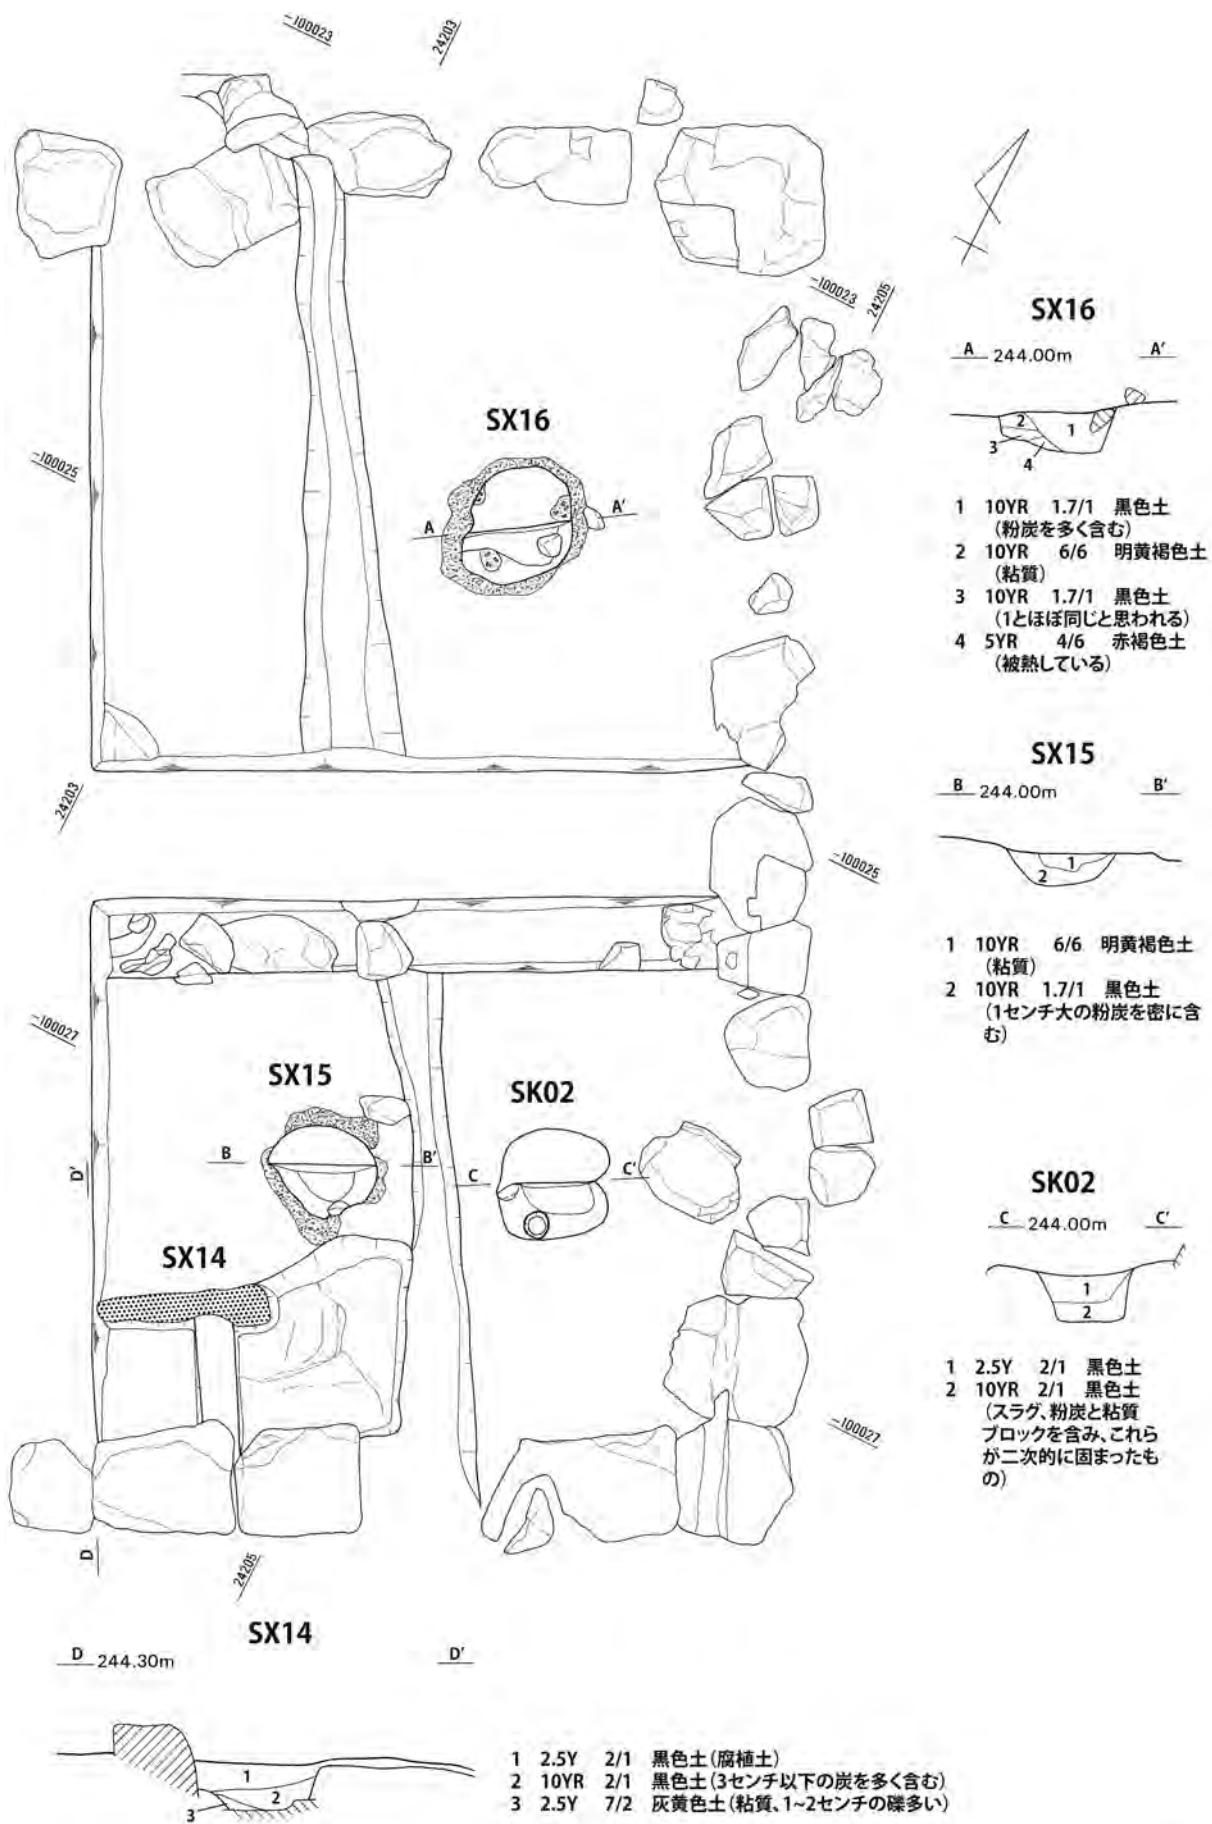 -100023
24203
-100023
24205
SX16
A 244.00m A′
2
1
3
4
1 10YR 1.7/1 黒色土
(粉炭を多く含む)
2 10YR 6/6 明黄褐色土
(粘質)
3 10YR 1.7/1 黒色土
(1とほぼ同じと思われる)
4 5YR 4/6 赤褐色土
(被熱している)
SX16
A
A′
-100025
24203
SX15
B 244.00m B′
1
2
1 10YR 6/6 明黄褐色土
(粘質)
2 10YR 1.7/1 黒色土
(1センチ大の粉炭を密に含
む)
-100025
-100027
SX15
B
B′
SK02
C
C′
D′
SX14
SK02
C 244.00m C′
1
2
1 2.5Y 2/1 黒色土
2 10YR 2/1 黒色土
(スラグ、粉炭と粘質
ブロックを含み、これら
が二次的に固まったも
の)
-100027
D
24205
SX14
D 244.30m D′
1
2
3
1 2.5Y 2/1 黒色土(腐植土)
2 10YR 2/1 黒色土(3センチ以下の炭を多く含む)
3 2.5Y 7/2 灰黄色土(粘質、1~2センチの礫多い)